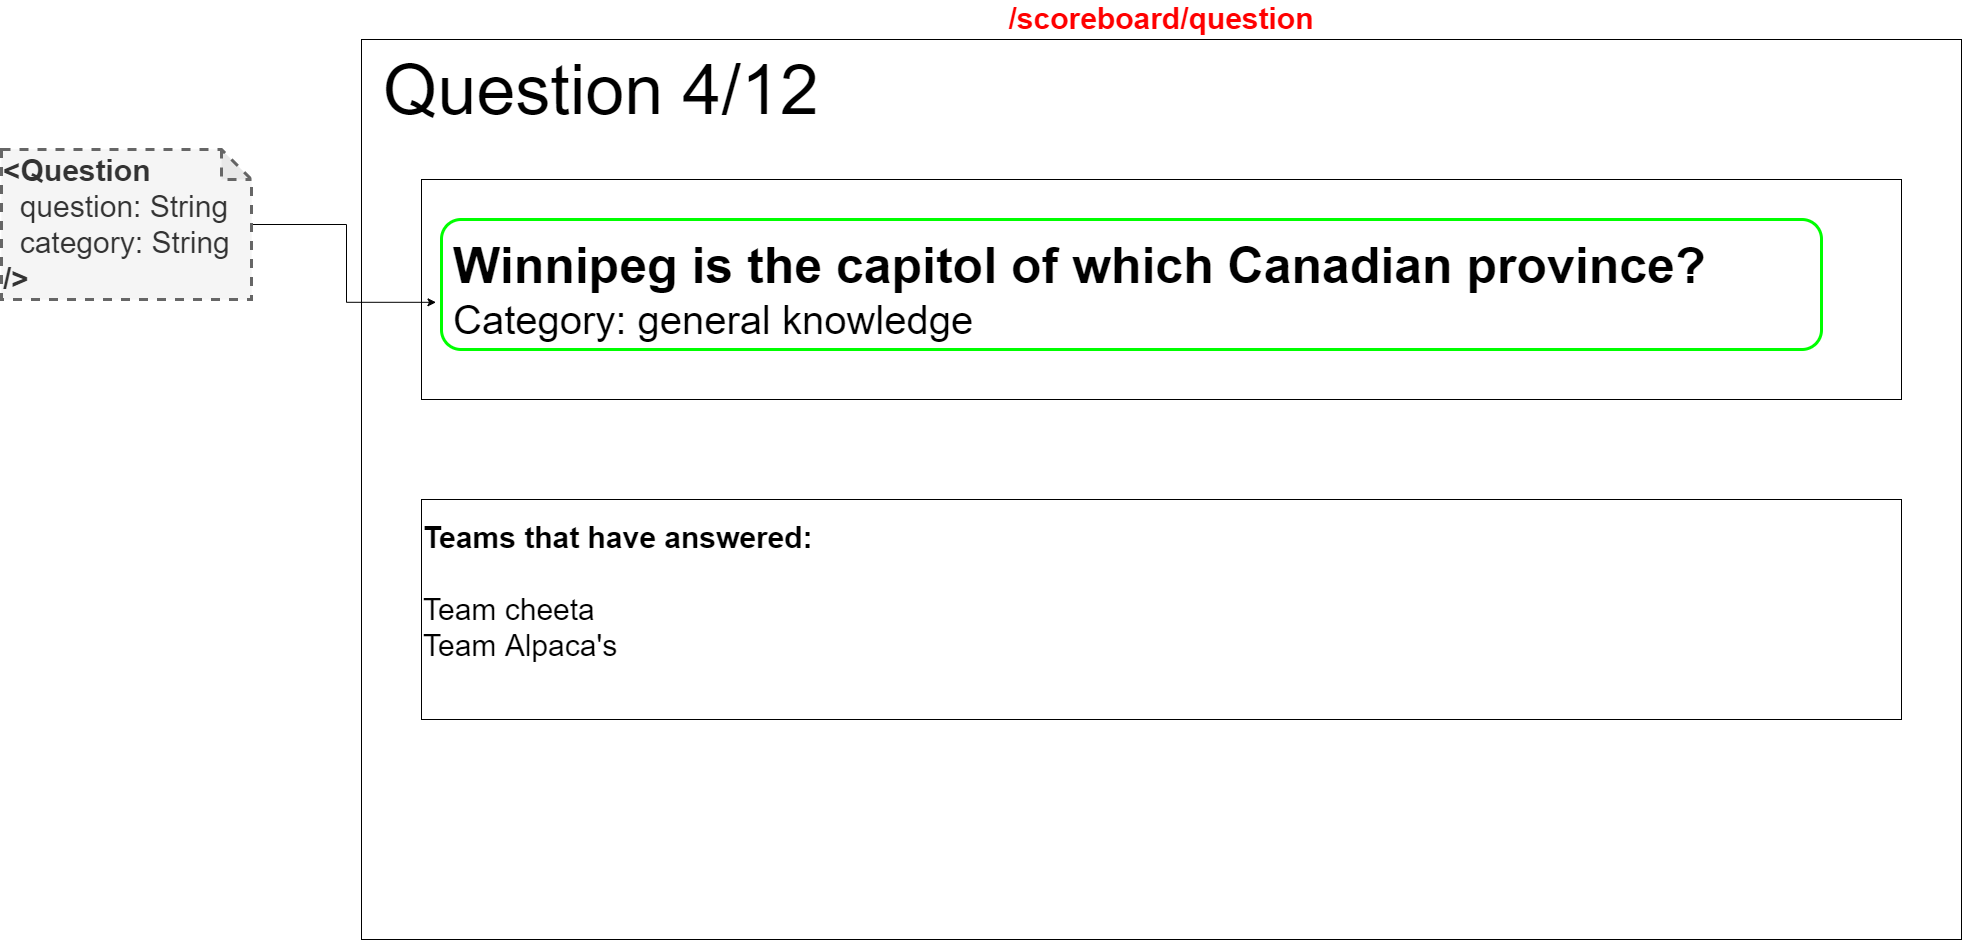 /scoreboard/question
Question 4/12
<Question
question: String
category: String
/>
Winnipeg is the capitol of which Canadian province?
Category: general knowledge
Teams that have answered:
Team cheeta
Team Alpaca's